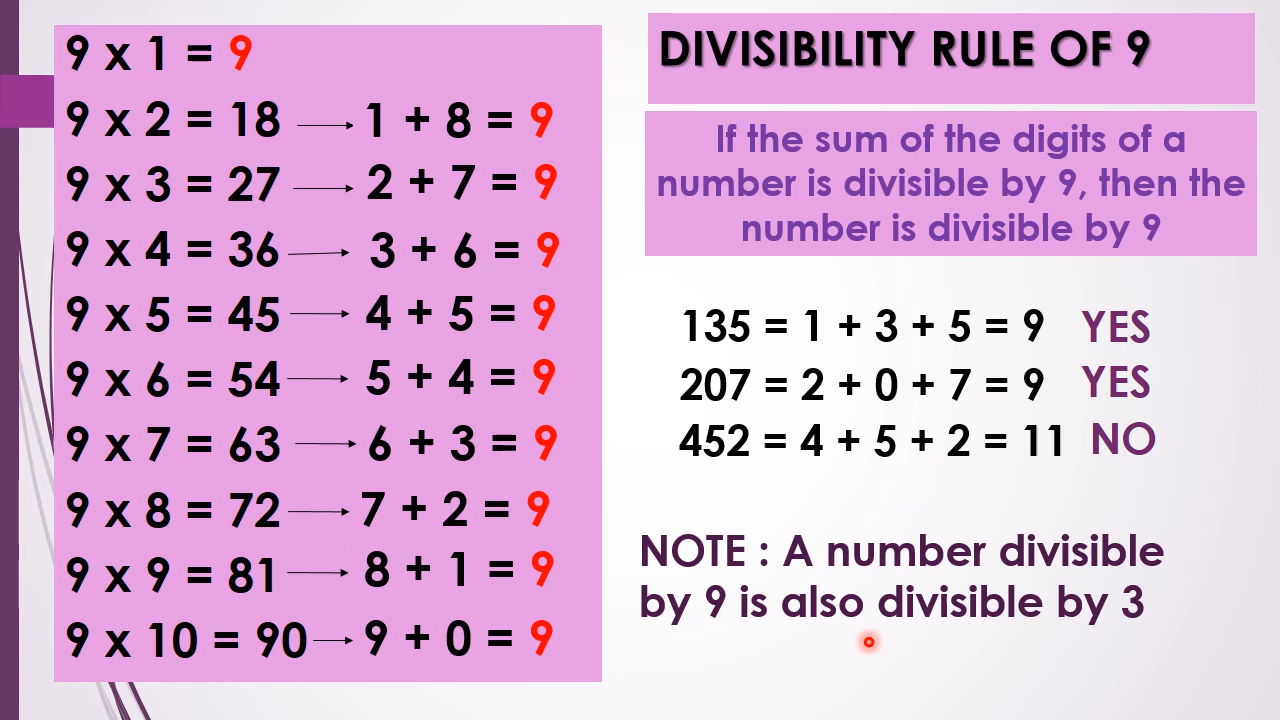 9 x 1 = 9
9 x 2 = 18 → 1 + 8 = 9
9 x 3 = 27 → 2 + 7 = 9
9 x 4 = 36 → 3 + 6 = 9
9 x 5 = 45 → 4 + 5 = 9
9 x 6 = 54 → 5 + 4 = 9
9 x 7 = 63 → 6 + 3 = 9
9 x 8 = 72 → 7 + 2 = 9
9 x 9 = 81 → 8 + 1 = 9
9 x 10 = 90 → 9 + 0 = 9
DIVISIBILITY RULE OF 9
If the sum of the digits of a
number is divisible by 9, then the
number is divisible by 9
135 = 1 + 3 + 5 = 9 YES
207 = 2 + 0 + 7 = 9 YES
452 = 4 + 5 + 2 = 11 NO
NOTE : A number divisible
by 9 is also divisible by 3